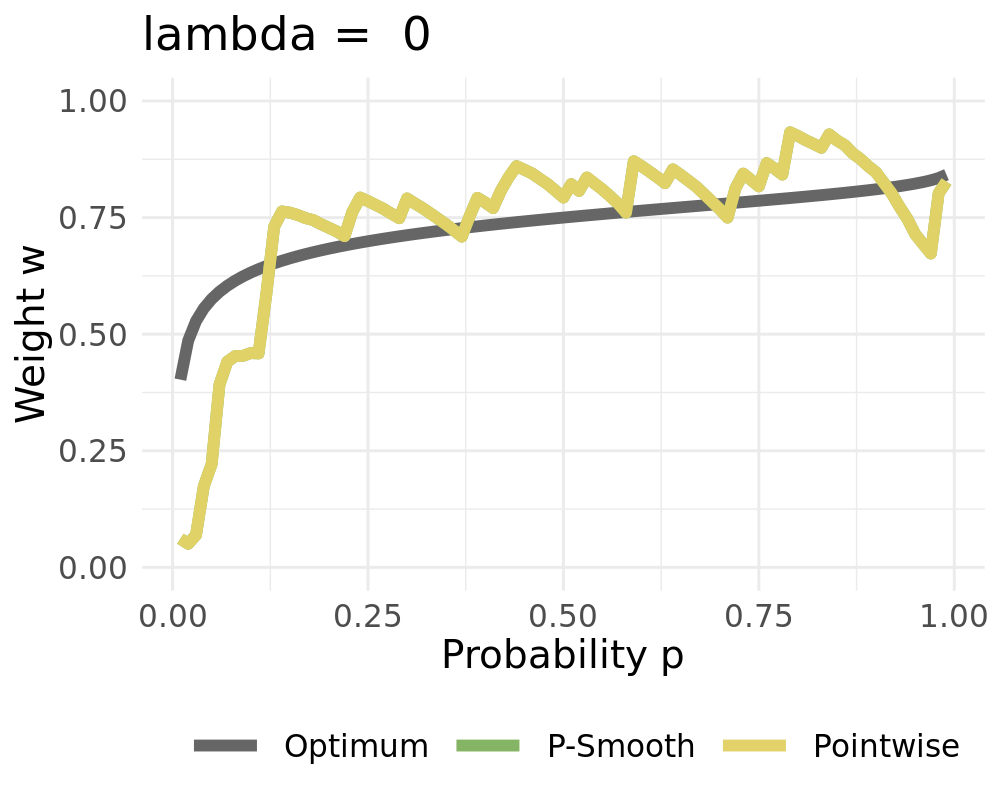 lambda =  0
1.00
0.75
0.50
0.25
0.00
Weight w
0.00 0.25 0.50 0.75 1.00
Probability p
Optimum P-Smooth Pointwise